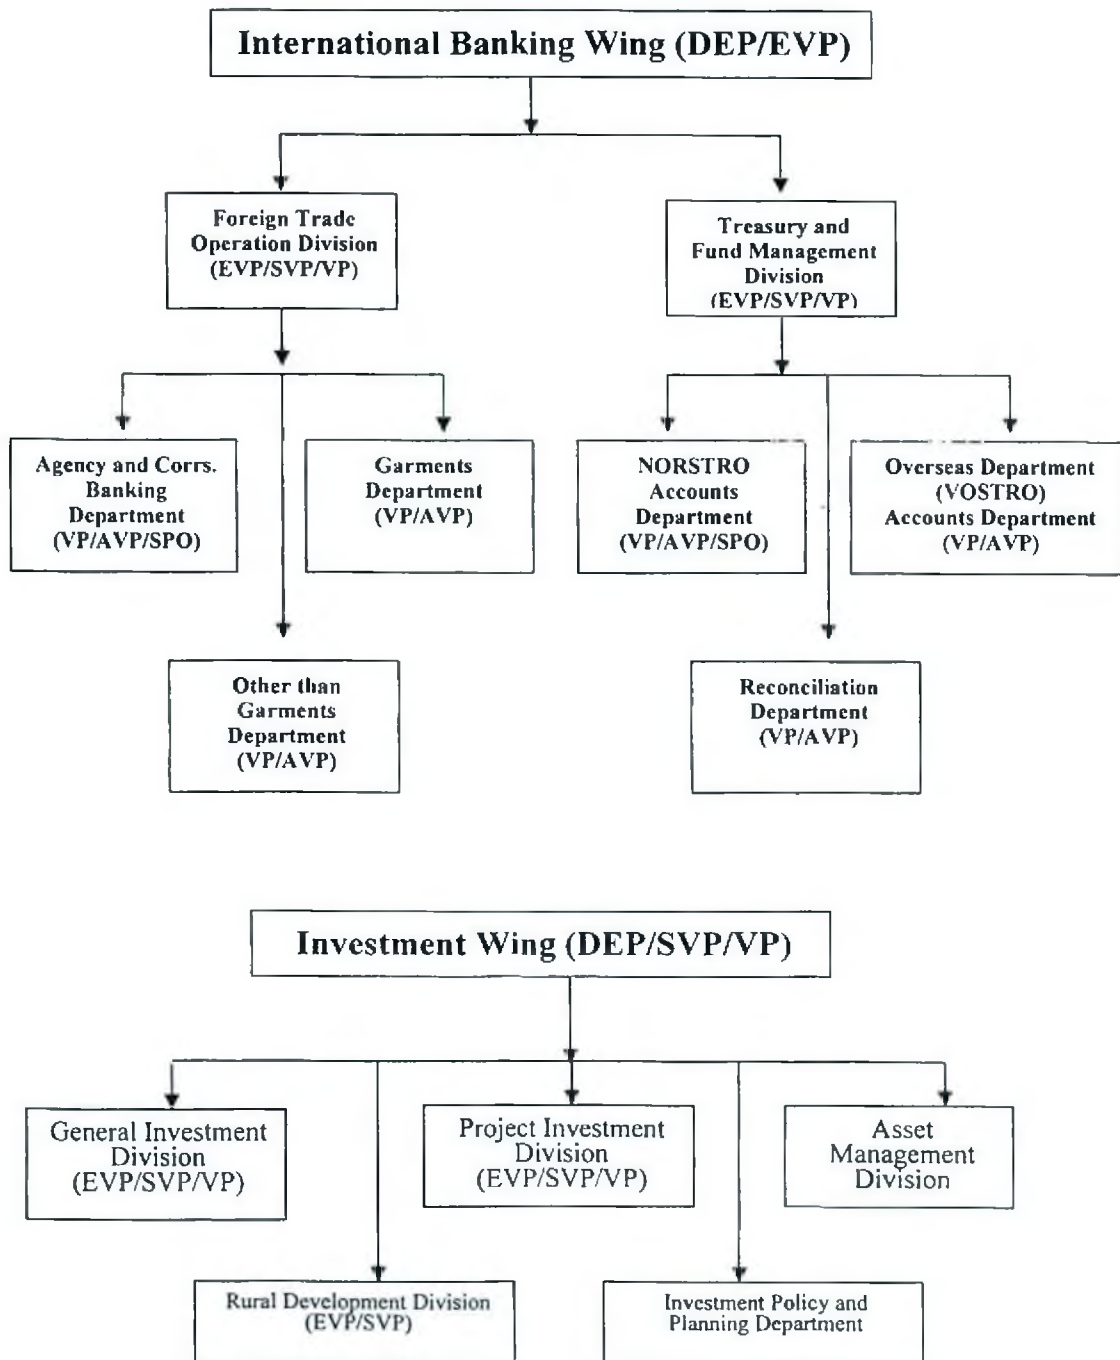 International Banking Wing (DEP/EVP)
Foreign Trade
Operation Division
(EVP/SVP/VP)
Treasury and
Fund Management
Division
(EVP/SVP/VP)
Agency and Corrs.
Banking
Department
(VP/AVP/SPO)
Garments
Department
(VP/AVP)
NORSTRO
Accounts
Department
(VP/AVP/SPO)
Overseas Department
(VOSTRO)
Accounts Department
(VP/AVP)
Other than
Garments
Department
(VP/AVP)
Reconciliation
Department
(VP/AVP)
Investment Wing (DEP/SVP/VP)
General Investment
Division
(EVP/SVP/VP)
Project Investment
Division
(EVP/SVP/VP)
Asset
Management
Division
Rural Development Division
(EVP/SVP)
Investment Policy and
Planning Department